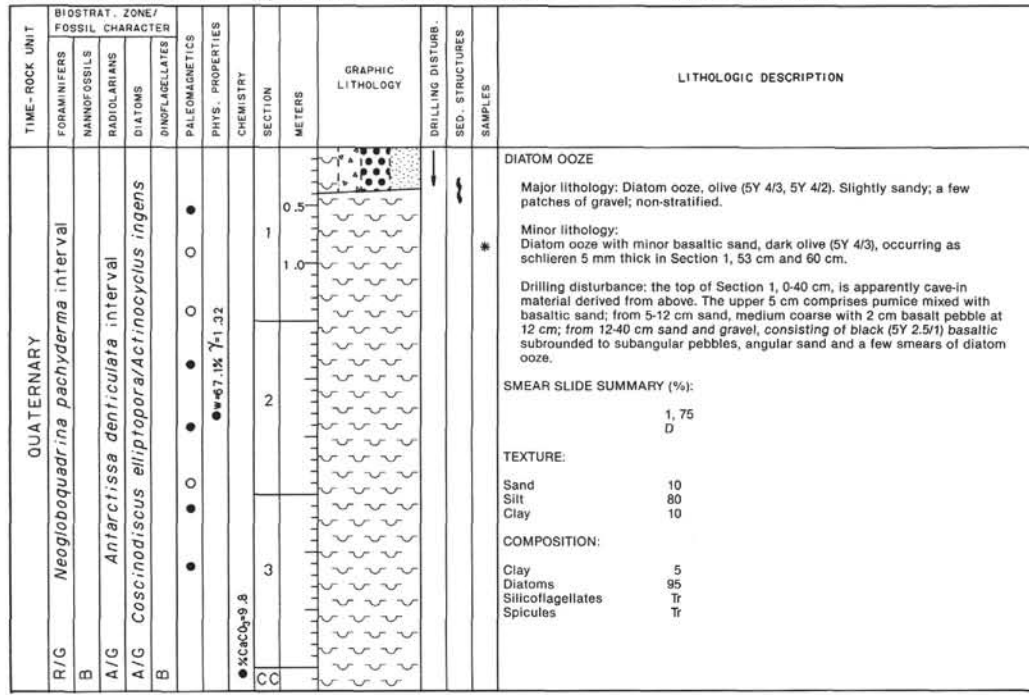 TIME-ROCK UNIT
BIOSTRAT. ZONE/
FOSSIL CHARACTER
FORAMINIFERS
NANNOFOSSILS
RADIOLARIANS
DIATOMS
DINOFLAGELLATES
PALEOMAGNETICS
PHYS. PROPERTIES
CHEMISTRY
SECTION
METERS
GRAPHIC
LITHOLOGY
DRILLING DISTURB.
SED. STRUCTURES
SAMPLES
LITHOLOGIC DESCRIPTION
QUATERNARY
R/G Neogloboquadrina pachyderma interval
B
A/G Antarctissa denticulata interval
A/G Coscinodiscus elliptopora/Actinocyclus ingens
B
●w=67.1% γ=1.32
●%CaCO₃=9.8
1
2
3
CC
0.5
1.0
*
DIATOM OOZE
Major lithology: Diatom ooze, olive (5Y 4/3, 5Y 4/2). Slightly sandy; a few
patches of gravel; non-stratified.
Minor lithology:
Diatom ooze with minor basaltic sand, dark olive (5Y 4/3), occurring as
schlieren 5 mm thick in Section 1, 53 cm and 60 cm.
Drilling disturbance: the top of Section 1, 0-40 cm, is apparently cave-in
material derived from above. The upper 5 cm comprises pumice mixed with
basaltic sand; from 5-12 cm sand, medium coarse with 2 cm basalt pebble at
12 cm; from 12-40 cm sand and gravel, consisting of black (5Y 2.5/1) basaltic
subrounded to subangular pebbles, angular sand and a few smears of diatom
ooze.
SMEAR SLIDE SUMMARY (%):
1, 75
D
TEXTURE:
Sand 10
Silt 80
Clay 10
COMPOSITION:
Clay 5
Diatoms 95
Silicoflagellates Tr
Spicules Tr